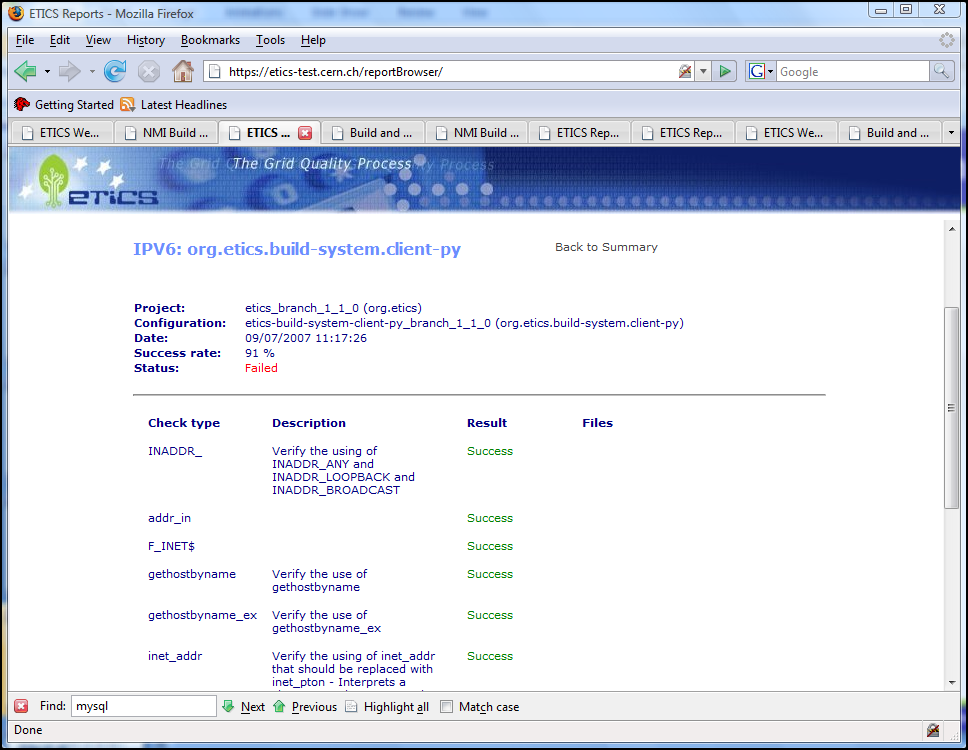 ETICS Reports - Mozilla Firefox
File Edit View History Bookmarks Tools Help
https://etics-test.cern.ch/reportBrowser/ G Google
Getting Started Latest Headlines
ETICS We... NMI Build ... ETICS ... Build and ... NMI Build ... ETICS Rep... ETICS Rep... ETICS We... Build and ...
The Grid Quality Process
eTICS
IPV6: org.etics.build-system.client-py Back to Summary
Project: etics_branch_1_1_0 (org.etics)
Configuration: etics-build-system-client-py_branch_1_1_0 (org.etics.build-system.client-py)
Date: 09/07/2007 11:17:26
Success rate: 91 %
Status: Failed
Check type Description Result Files
INADDR_ Verify the using of Success
INADDR_ANY and
INADDR_LOOPBACK and
INADDR_BROADCAST
addr_in Success
F_INET$ Success
gethostbyname Verify the use of Success
gethostbyname
gethostbyname_ex Verify the use of Success
gethostbyname_ex
inet_addr Verify the using of inet_addr Success
that should be replaced with
inet_pton - Interprets a
Find: mysql Next Previous Highlight all Match case
Done